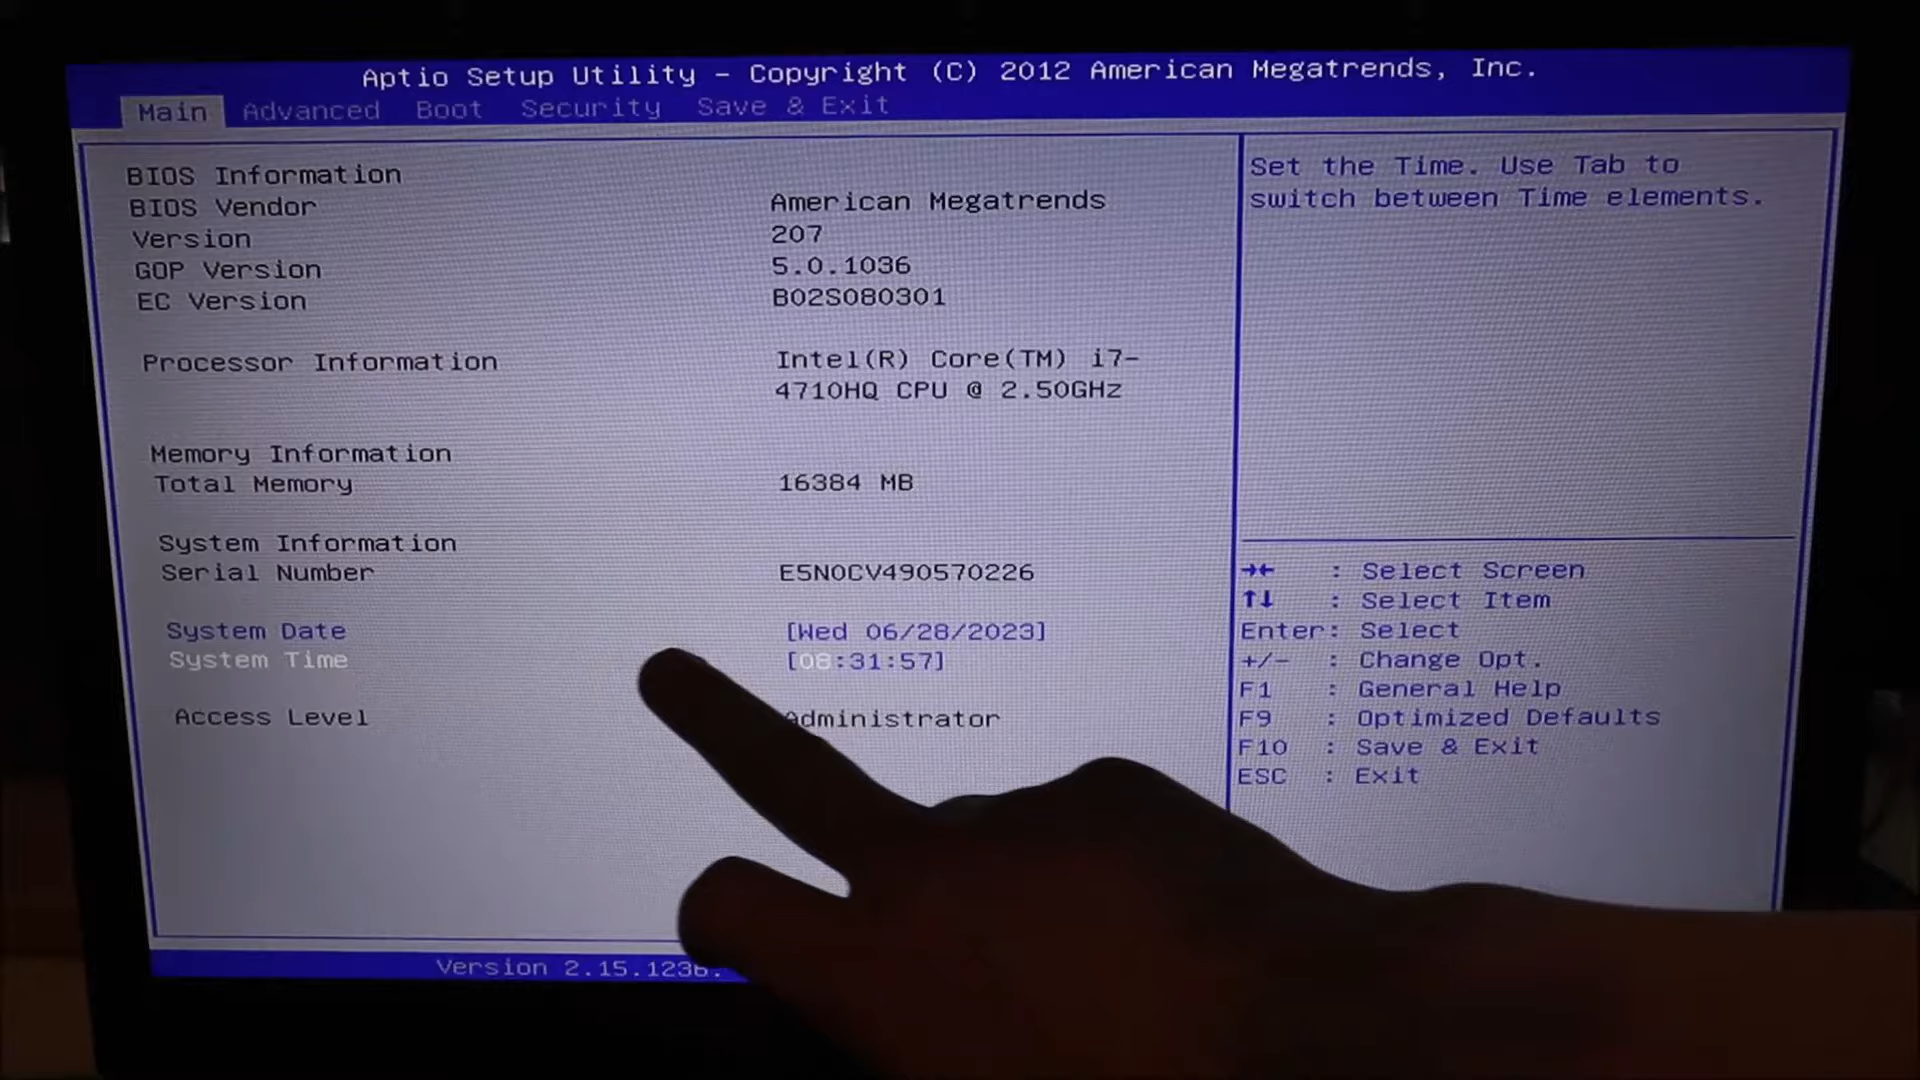 Aptio Setup Utility - Copyright (C) 2012 American Megatrends, Inc.
Main Advanced Boot Security Save & Exit
BIOS Information
BIOS Vendor American Megatrends
Version 207
GOP Version 5.0.1036
EC Version B02S080301
Processor Information Intel(R) Core(TM) i7-
4710HQ CPU @ 2.50GHz
Memory Information
Total Memory 16384 MB
System Information
Serial Number E5N0CV490570226
System Date [Wed 06/28/2023]
System Time [08:31:57]
Access Level Administrator
Set the Time. Use Tab to
switch between Time elements.
→← : Select Screen
↑↓ : Select Item
Enter: Select
+/- : Change Opt.
F1 : General Help
F9 : Optimized Defaults
F10 : Save & Exit
ESC : Exit
Version 2.15.1236.